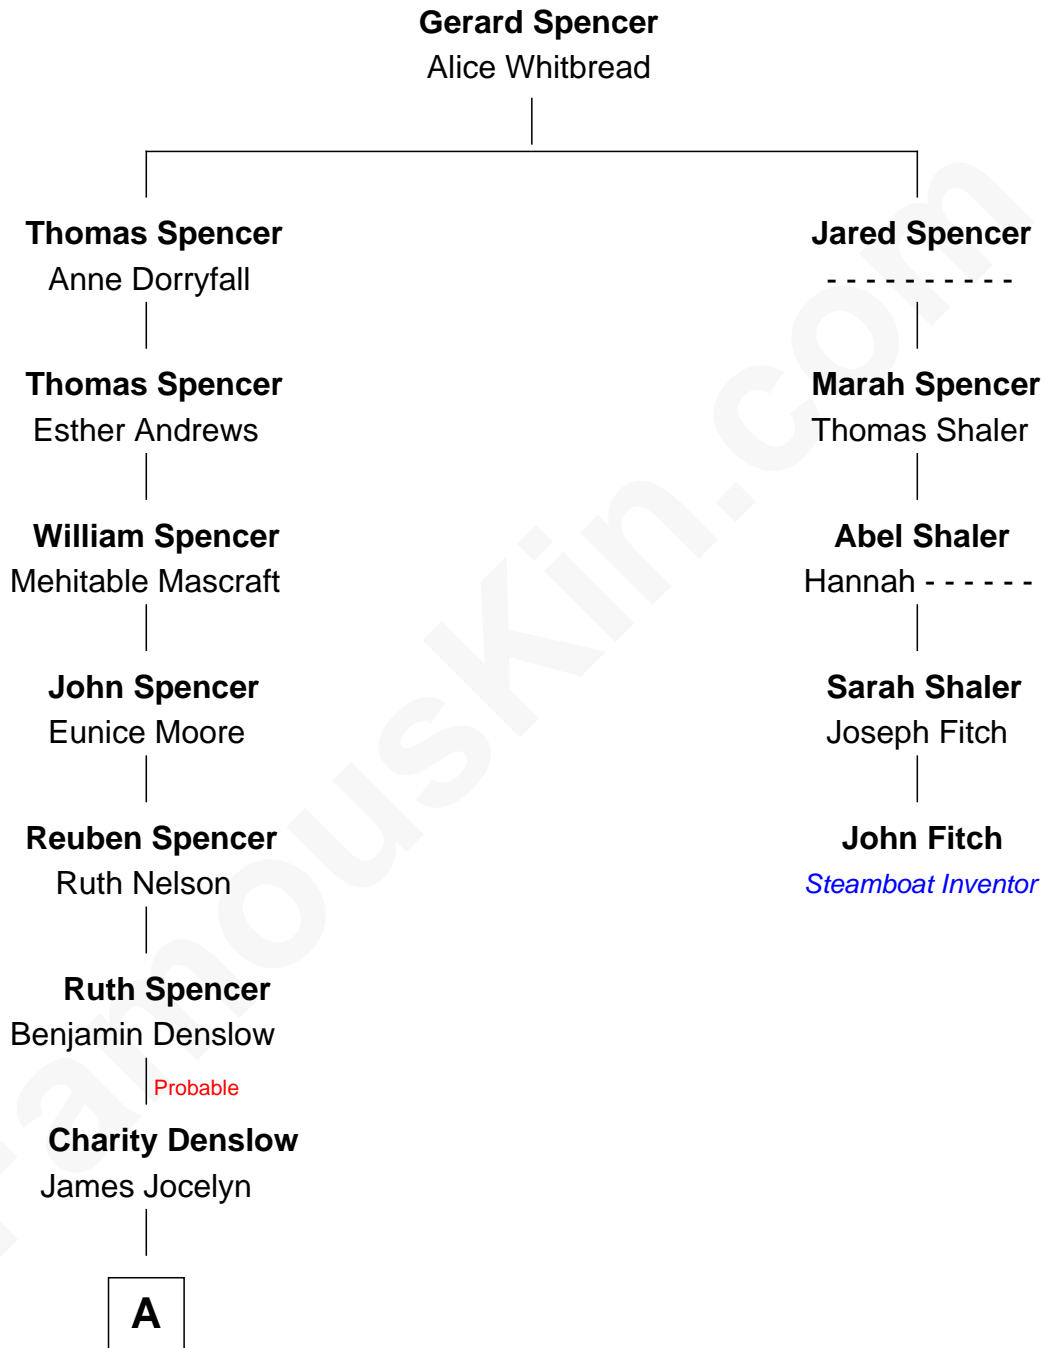 Gerard Spencer
Alice Whitbread
Thomas Spencer
Anne Dorryfall
Jared Spencer
- - - - - - - - - -
Thomas Spencer
Esther Andrews
Marah Spencer
Thomas Shaler
William Spencer
Mehitable Mascraft
Abel Shaler
Hannah - - - - - -
John Spencer
Eunice Moore
Sarah Shaler
Joseph Fitch
Reuben Spencer
Ruth Nelson
John Fitch
Steamboat Inventor
Ruth Spencer
Benjamin Denslow
Probable
Charity Denslow
James Jocelyn
A
FamousKin.com